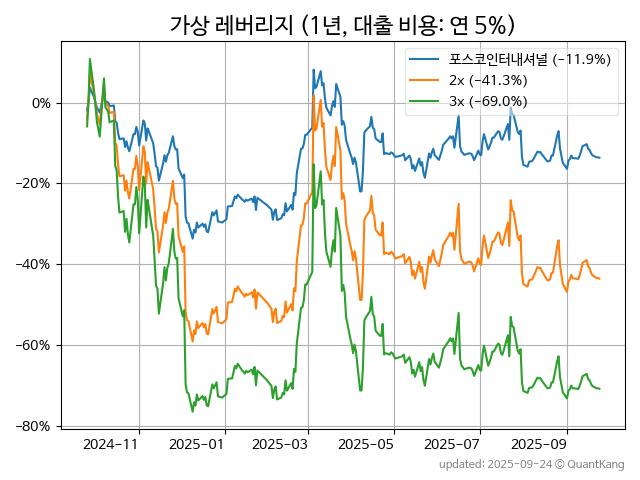 가상 레버리지 (1년, 대출 비용: 연 5%)
포스코인터내셔널 (−11.9%)
2x (−41.3%)
3x (−69.0%)
0%
−20%
−40%
−60%
−80%
2024-11 2025-01 2025-03 2025-05 2025-07 2025-09
updated: 2025-09-24 © QuantKang